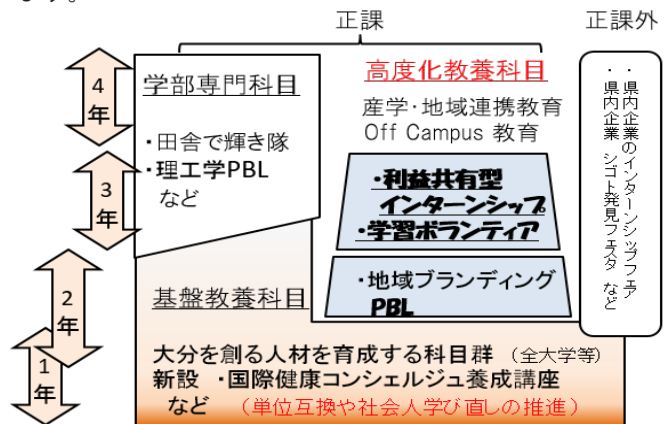 ます。
正課
正課外
4年
3年
2年
1年
学部専門科目
・田舎で輝き隊
・理工学PBL
など
高度化教養科目
産学・地域連携教育
Off Campus 教育
・利益共有型
インターンシップ
・学習ボランティア
・地域ブランディング
PBL
・県内企業のインターンシップフェア
・県内企業 シゴト発見フェスタ など
基盤教養科目
大分を創る人材を育成する科目群 (全大学等)
新設 ・国際健康コンシェルジュ養成講座
など (単位互換や社会人学び直しの推進)